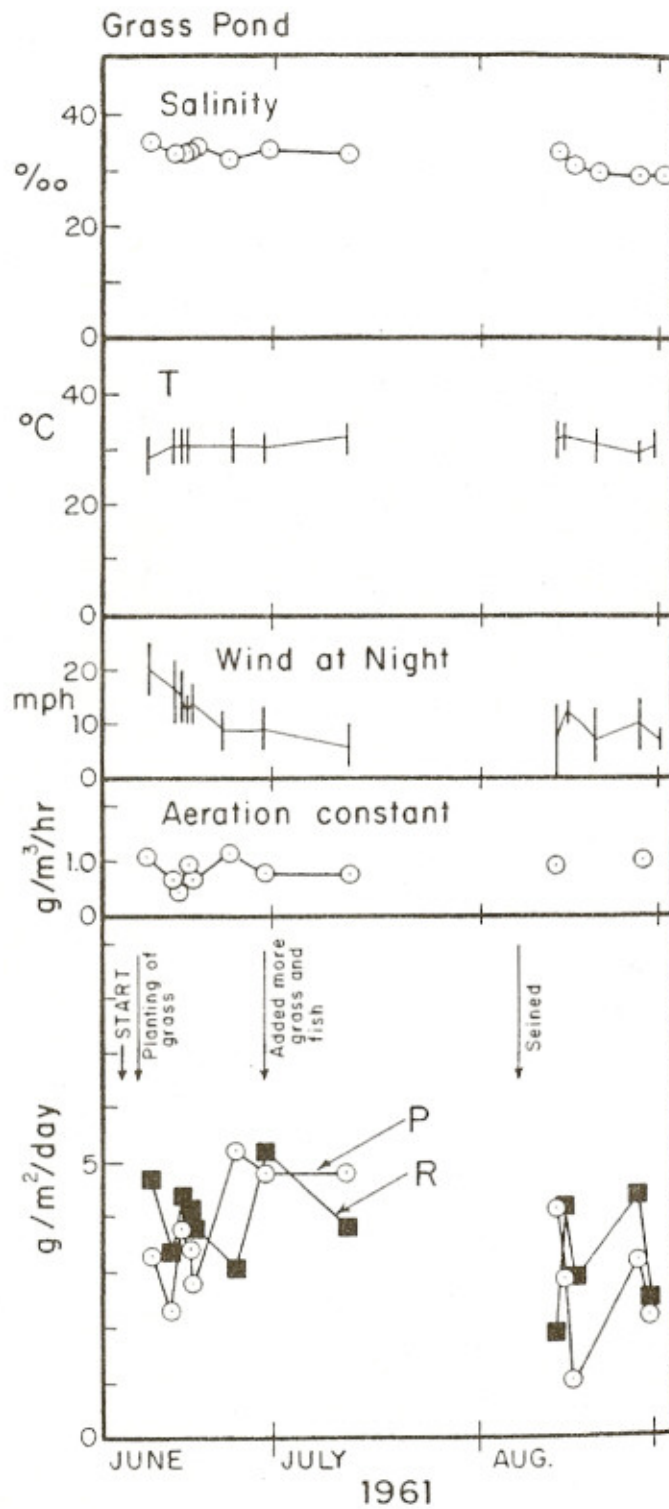 Grass Pond
Salinity
40
‰
20
0
T
40
°C
20
0
Wind at Night
20
mph
10
0
Aeration constant
g/m³/hr
1.0
0
START
Planting of
grass
Added more
grass and
fish
Seined
g/m²/day
5
P
R
0
JUNE
JULY
AUG.
1961